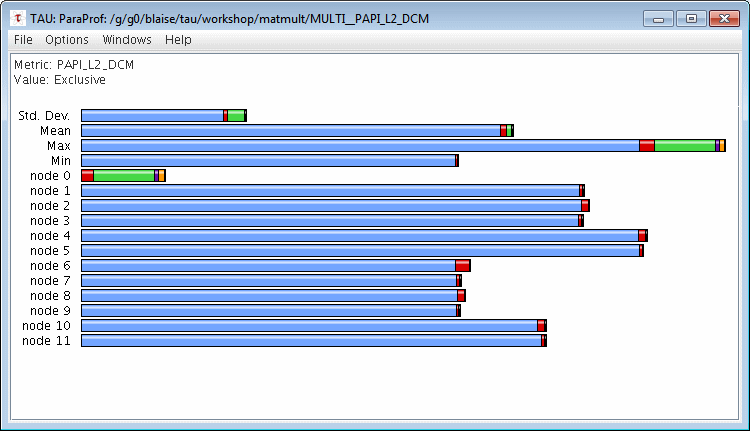 TAU: ParaProf: /g/g0/blaise/tau/workshop/matmult/MULTI__PAPI_L2_DCM
File Options Windows Help
Metric: PAPI_L2_DCM
Value: Exclusive
Std. Dev.
Mean
Max
Min
node 0
node 1
node 2
node 3
node 4
node 5
node 6
node 7
node 8
node 9
node 10
node 11